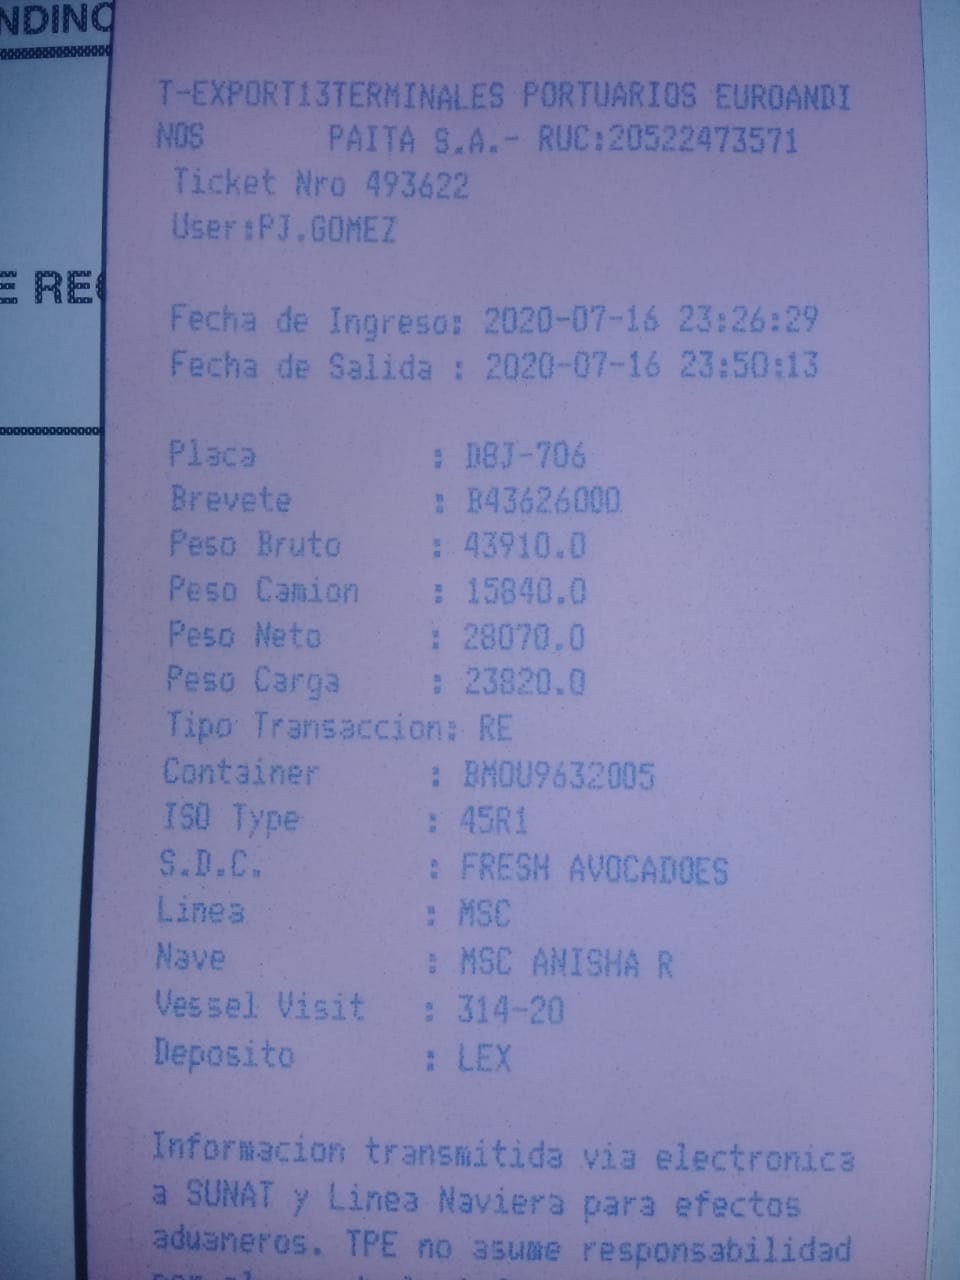 NDINO
E REC
T-EXPORT13TERMINALES PORTUARIOS EUROANDI
NOS PAITA S.A.- RUC:20522473571
Ticket Nro 493622
User:PJ.GOMEZ
Fecha de Ingreso: 2020-07-16 23:26:29
Fecha de Salida : 2020-07-16 23:50:13
Placa : D8J-706
Brevete : B43626000
Peso Bruto : 43910.0
Peso Camion : 15840.0
Peso Neto : 28070.0
Peso Carga : 23820.0
Tipo Transaccion: RE
Container : BMOU9632005
ISO Type : 45R1
S.D.C. : FRESH AVOCADOES
Linea : MSC
Nave : MSC ANISHA R
Vessel Visit : 314-20
Deposito : LEX
Informacion transmitida via electronica
a SUNAT y Linea Naviera para efectos
aduaneros. TPE no asume responsabilidad